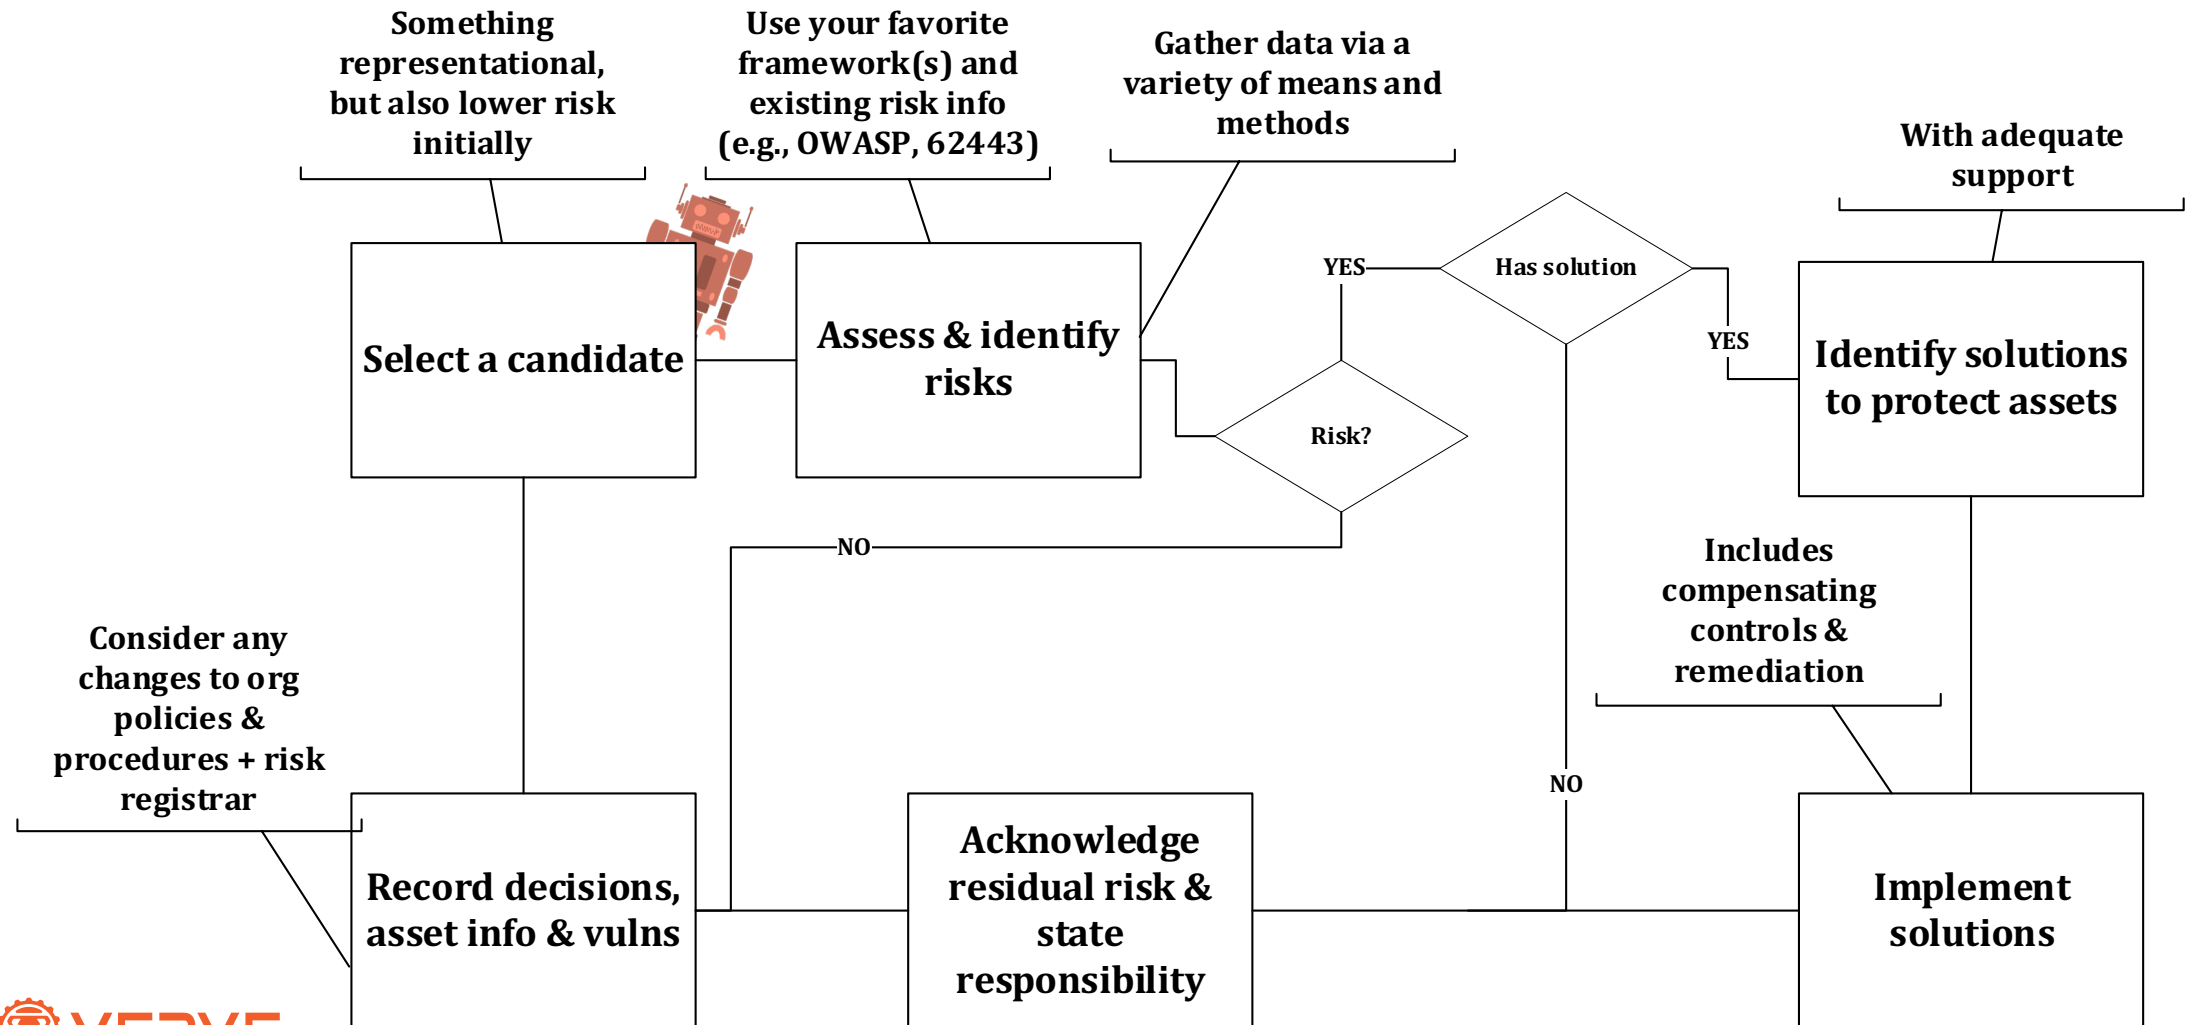 Something
representational,
but also lower risk
initially
Use your favorite
framework(s) and
existing risk info
(e.g., OWASP, 62443)
Gather data via a
variety of means and
methods
With adequate
support
Select a candidate
Assess & identify
risks
YES
Has solution
YES
Identify solutions
to protect assets
Risk?
NO
Includes
compensating
controls &
remediation
Consider any
changes to org
policies &
procedures + risk
registrar
NO
Record decisions,
asset info & vulns
Acknowledge
residual risk &
state
responsibility
Implement
solutions
VERVE